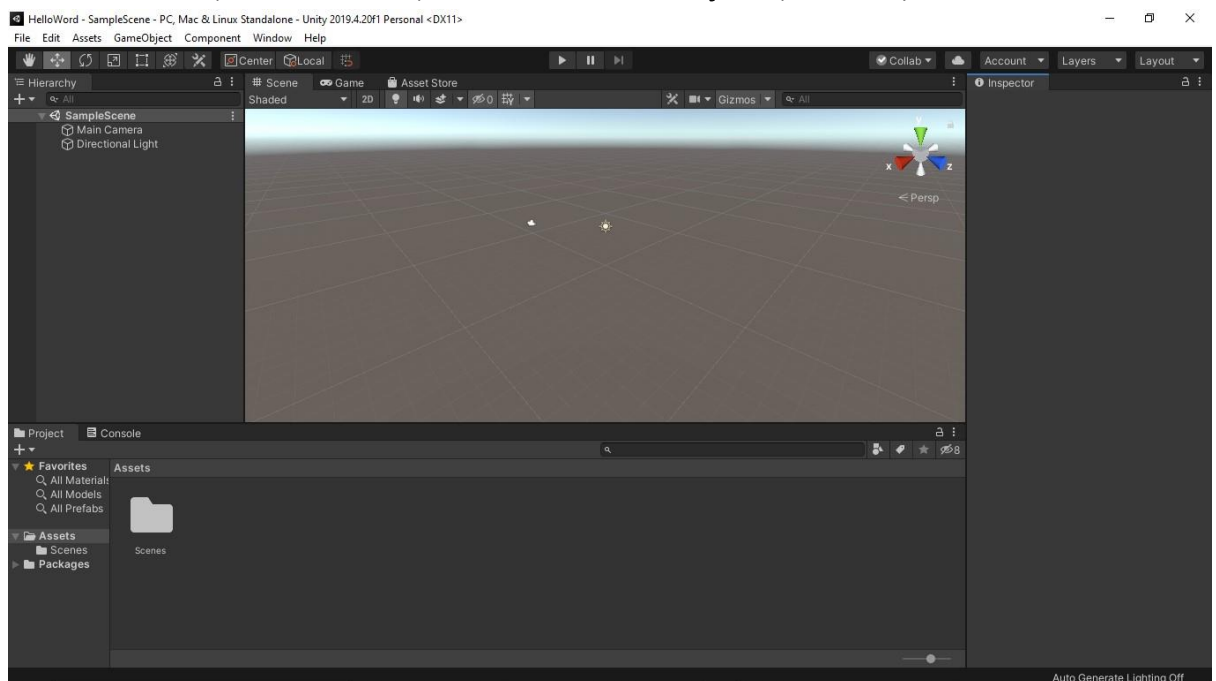 HelloWord - SampleScene - PC, Mac & Linux Standalone - Unity 2019.4.20f1 Personal <DX11>
File Edit Assets GameObject Component Window Help
Center Local Collab Account Layers Layout
Hierarchy # Scene Game Asset Store Inspector
All Shaded 2D 0 Gizmos All
SampleScene
Main Camera
Directional Light
y
x z
Persp
Project Console
8
Favorites Assets
All Materials
All Models
All Prefabs
Assets
Scenes Scenes
Packages
Auto Generate Lighting Off